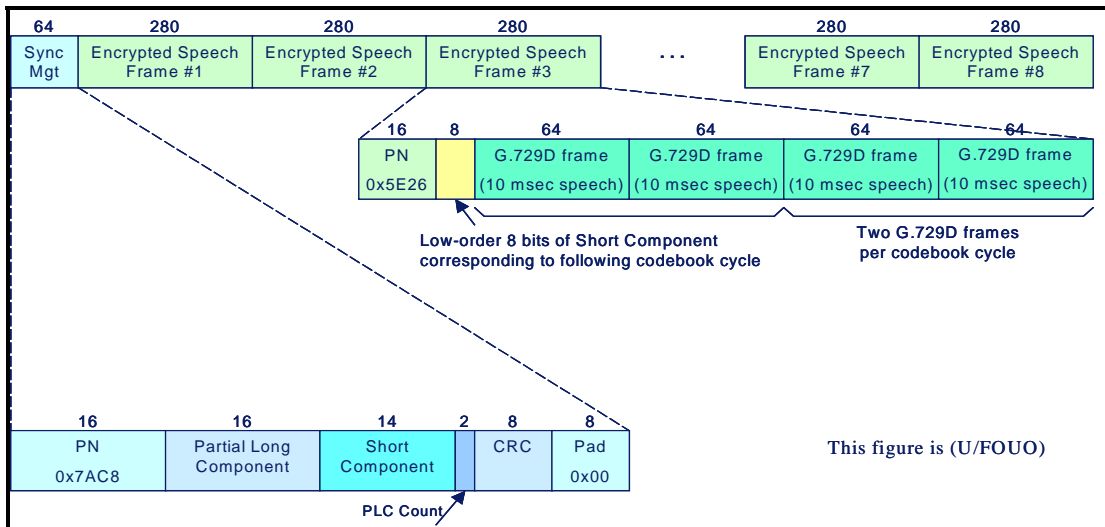 64 280 280 280 280 280
Sync Mgt
Encrypted Speech Frame #1
Encrypted Speech Frame #2
Encrypted Speech Frame #3
...
Encrypted Speech Frame #7
Encrypted Speech Frame #8
16 8 64 64 64 64
PN
0x5E26
G.729D frame
(10 msec speech)
G.729D frame
(10 msec speech)
G.729D frame
(10 msec speech)
G.729D frame
(10 msec speech)
Low-order 8 bits of Short Component
corresponding to following codebook cycle
Two G.729D frames
per codebook cycle
16 16 14 2 8 8
PN
0x7AC8
Partial Long
Component
Short
Component
CRC
Pad
0x00
PLC Count
This figure is (U/FOUO)